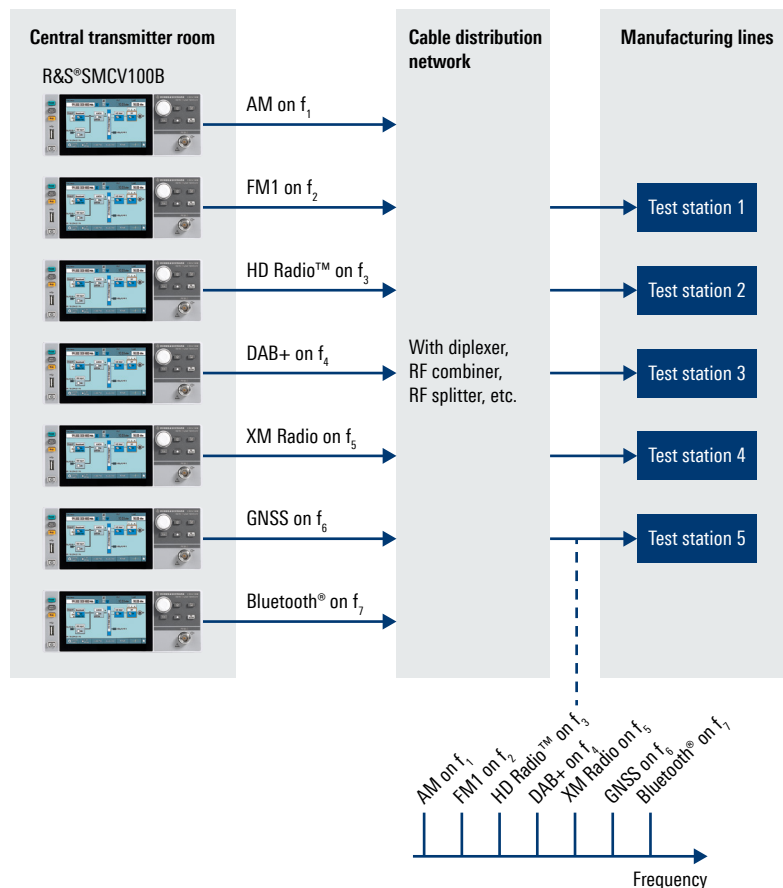 Central transmitter room
Cable distribution
network
Manufacturing lines
R&S®SMCV100B
AM on f₁
FM1 on f₂
Test station 1
HD Radio™ on f₃
Test station 2
DAB+ on f₄
With diplexer,
RF combiner,
RF splitter, etc.
Test station 3
XM Radio on f₅
Test station 4
GNSS on f₆
Test station 5
Bluetooth® on f₇
AM on f₁
FM1 on f₂
HD Radio™ on f₃
DAB+ on f₄
XM Radio on f₅
GNSS on f₆
Bluetooth® on f₇
Frequency